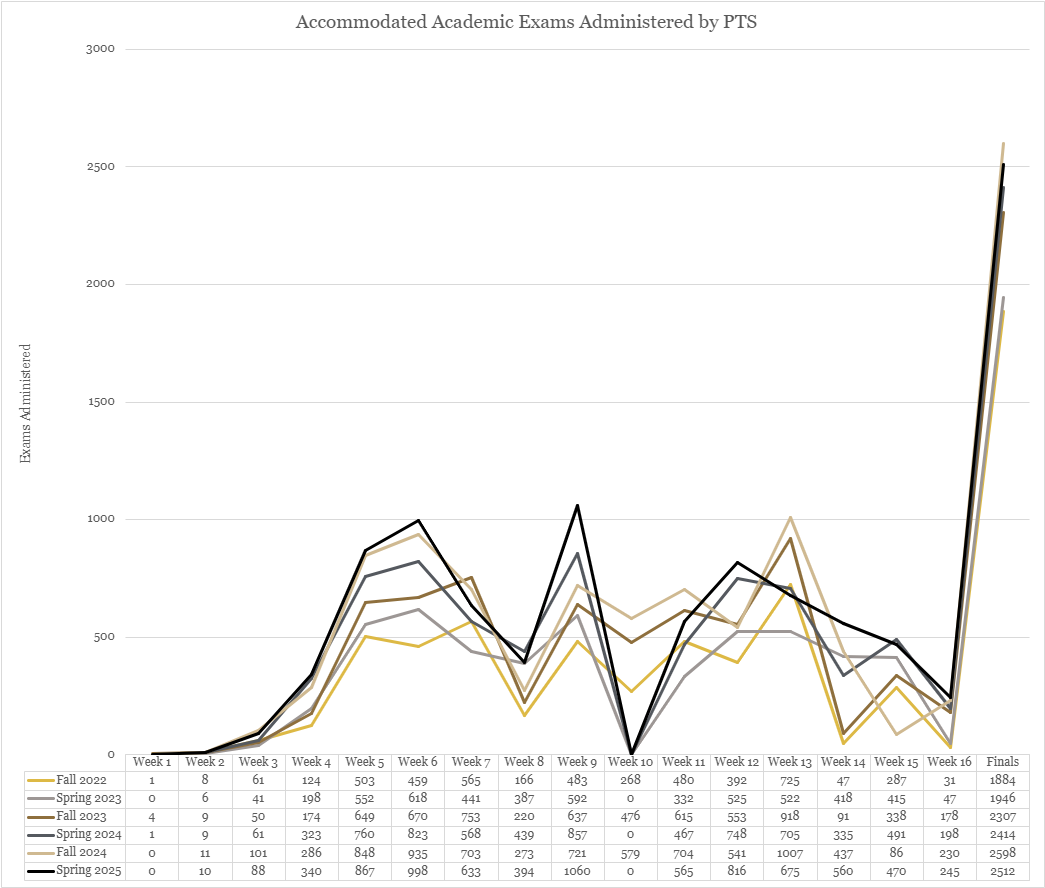 Accommodated Academic Exams Administered by PTS
3000
2500
2000
1500
1000
500
0
Exams Administered
Week 1 Week 2 Week 3 Week 4 Week 5 Week 6 Week 7 Week 8 Week 9 Week 10 Week 11 Week 12 Week 13 Week 14 Week 15 Week 16 Finals
Fall 2022 1 8 61 124 503 459 565 166 483 268 480 392 725 47 287 31 1884
Spring 2023 0 6 41 198 552 618 441 387 592 0 332 525 522 418 415 47 1946
Fall 2023 4 9 50 174 649 670 753 220 637 476 615 553 918 91 338 178 2307
Spring 2024 1 9 61 323 760 823 568 439 857 0 467 748 705 335 491 198 2414
Fall 2024 0 11 101 286 848 935 703 273 721 579 704 541 1007 437 86 230 2598
Spring 2025 0 10 88 340 867 998 633 394 1060 0 565 816 675 560 470 245 2512